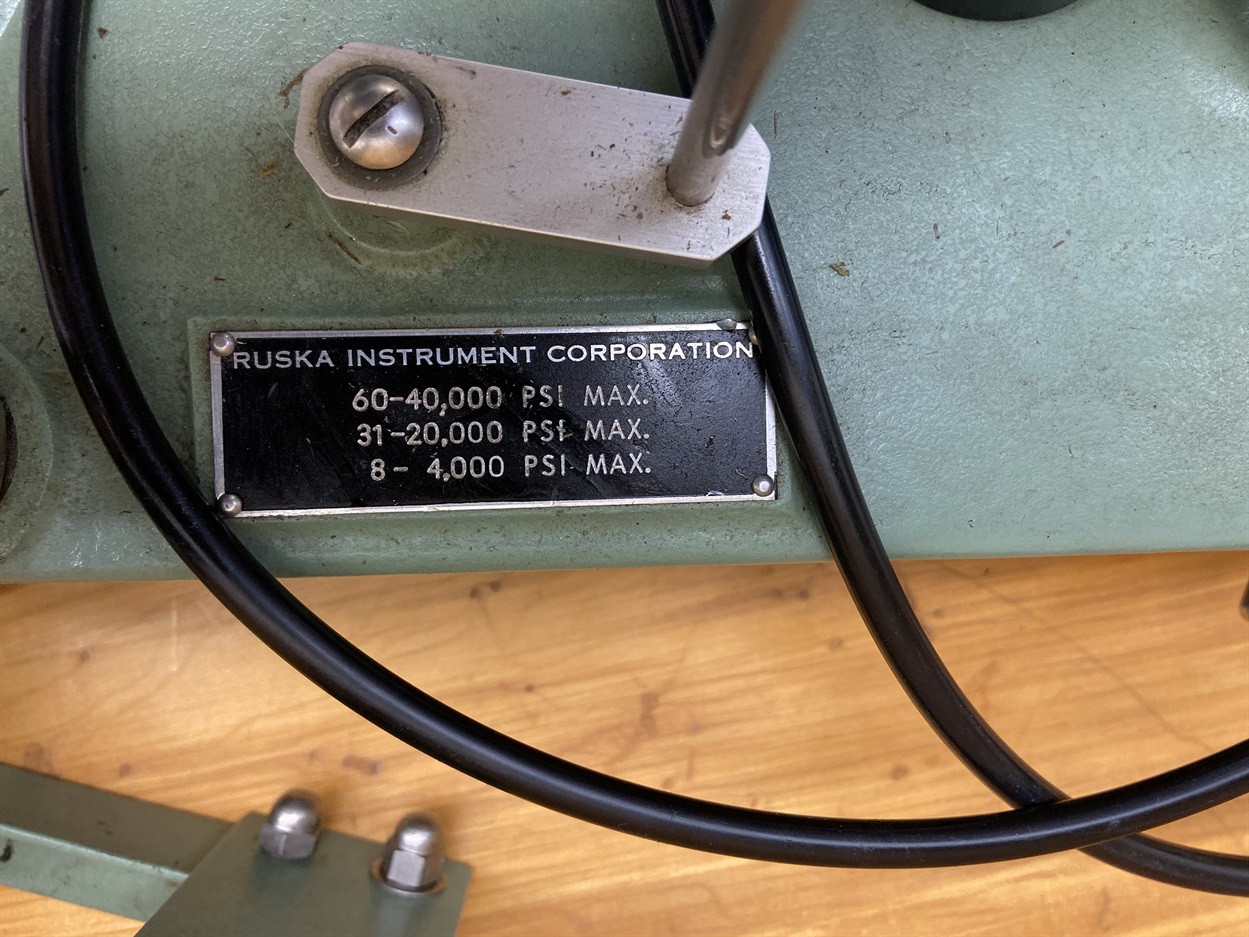 RUSKA INSTRUMENT CORPORATION
60-40,000 PSI MAX.
31-20,000 PSI MAX.
8- 4,000 PSI MAX.